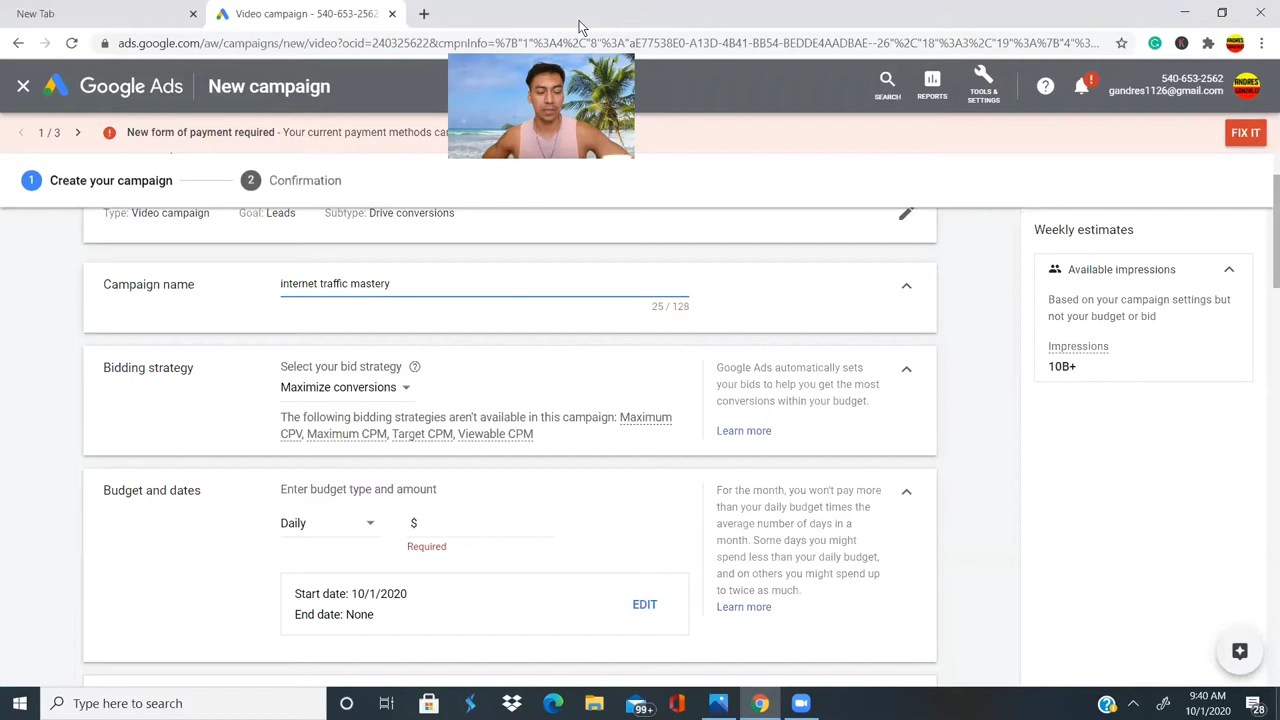 New Tab
Video campaign - 540-653-2562
ads.google.com/aw/campaigns/new/video?ocid=240325622&cmpnInfo=%7B"1"%3A4%2C"8"%3A"aE77538E0-A13D-4B41-BB54-BEDDE4AADBAE--26"%2C"18"%3A3%2C"19"%3A%7B"4"%3...
Google Ads
New campaign
SEARCH
REPORTS
TOOLS &
SETTINGS
540-653-2562
gandres1126@gmail.com
ANDRES
GONZALEZ
1 / 3
New form of payment required - Your current payment methods ca
FIX IT
1 Create your campaign
2 Confirmation
Type: Video campaign Goal: Leads Subtype: Drive conversions
Campaign name
internet traffic mastery
25 / 128
Bidding strategy
Select your bid strategy
Maximize conversions
The following bidding strategies aren't available in this campaign: Maximum
CPV, Maximum CPM, Target CPM, Viewable CPM
Google Ads automatically sets
your bids to help you get the most
conversions within your budget.
Learn more
Budget and dates
Enter budget type and amount
Daily
$
Required
Start date: 10/1/2020
End date: None
EDIT
For the month, you won't pay more
than your daily budget times the
average number of days in a
month. Some days you might
spend less than your daily budget,
and on others you might spend up
to twice as much.
Learn more
Weekly estimates
Available impressions
Based on your campaign settings but
not your budget or bid
Impressions
10B+
Type here to search
99+
9:40 AM
10/1/2020
28